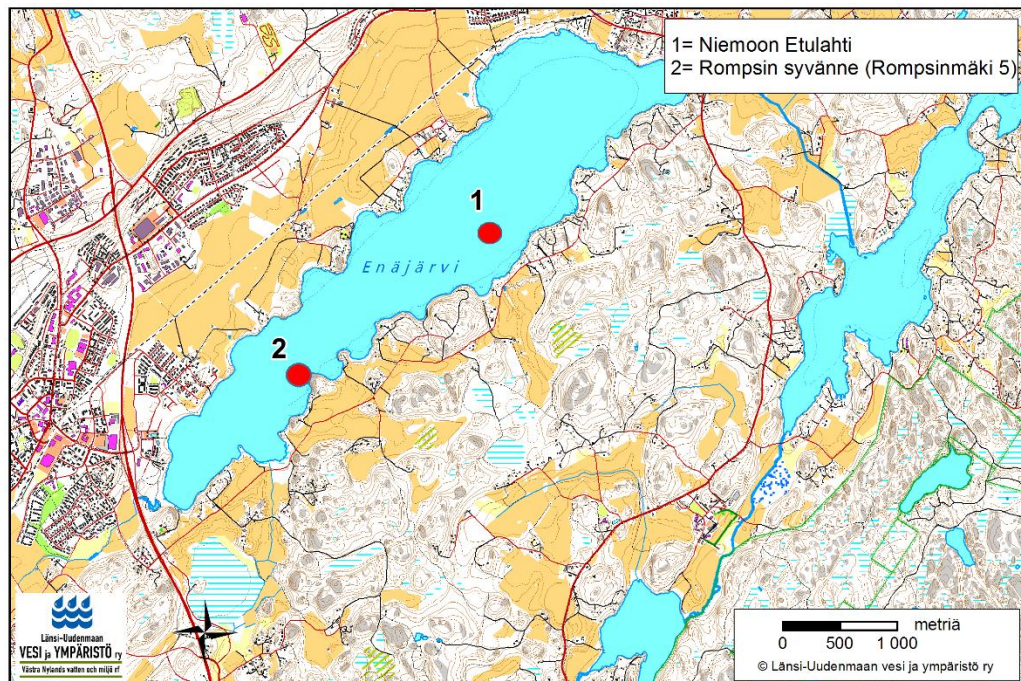 1= Niemoon Etulahti
2= Rompsin syvänne (Rompsinmäki 5)
1
Enäjärvi
2
Länsi-Uudenmaan
VESI ja YMPÄRISTÖ ry
Västra Nylands vatten och miljö rf
metriä
0 500 1 000
© Länsi-Uudenmaan vesi ja ympäristö ry